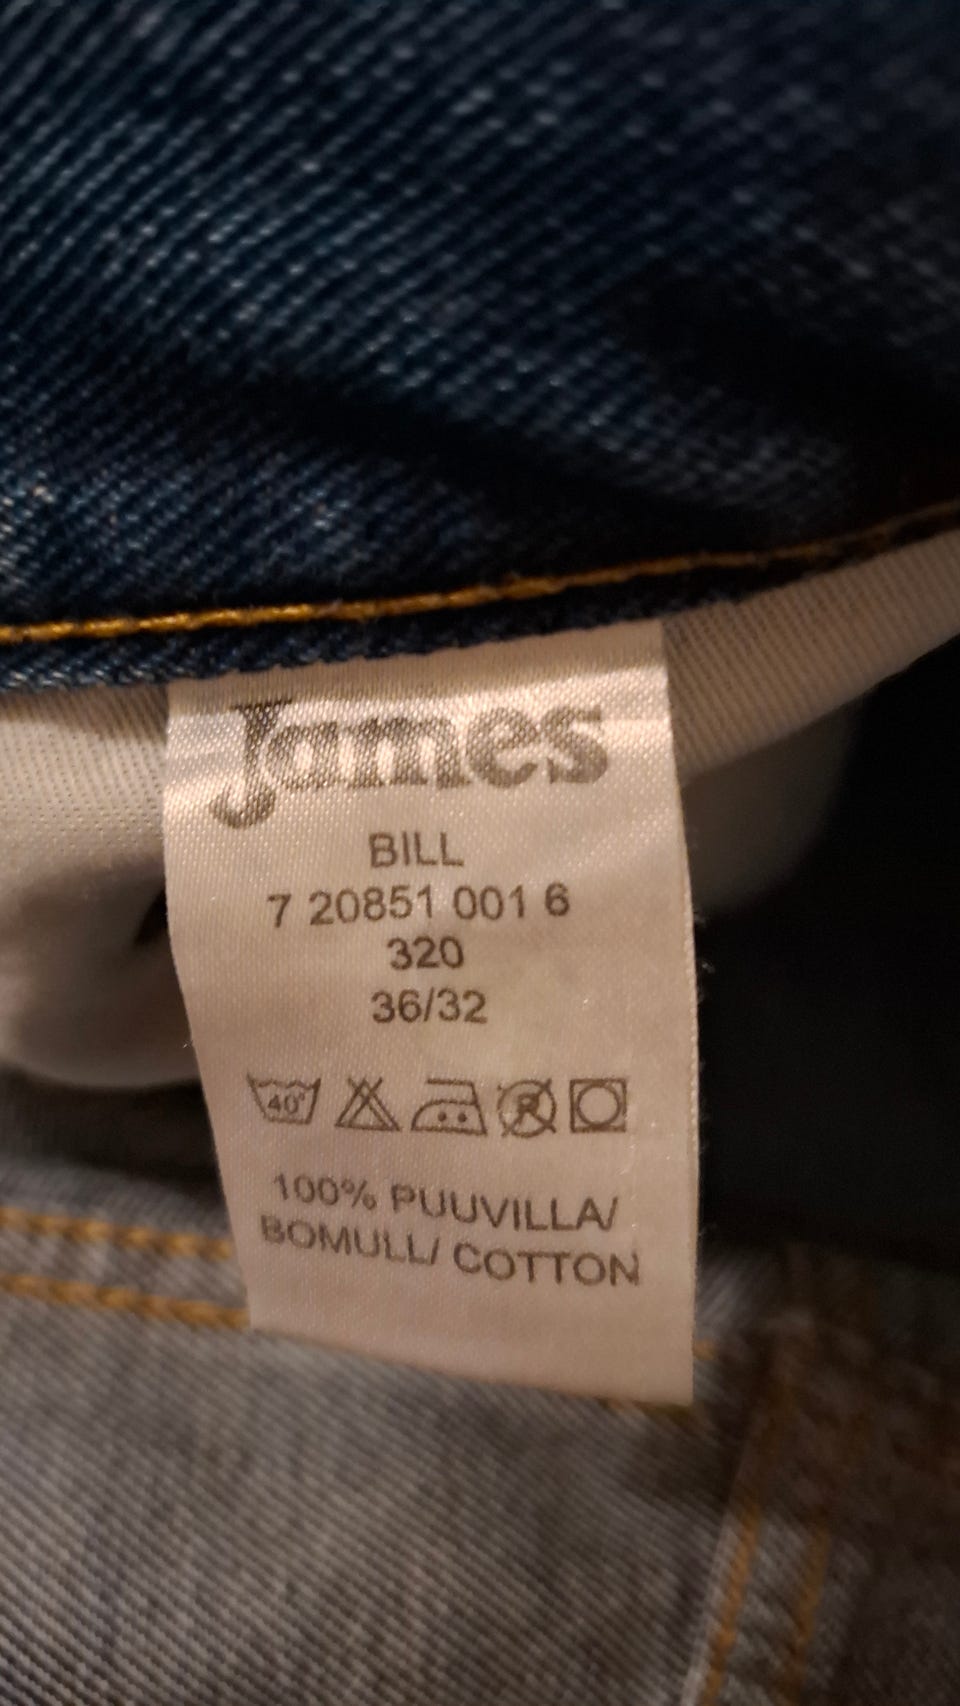 James
BILL
7 20851 001 6
320
36/32
40° P
100% PUUVILLA/
BOMULL/ COTTON